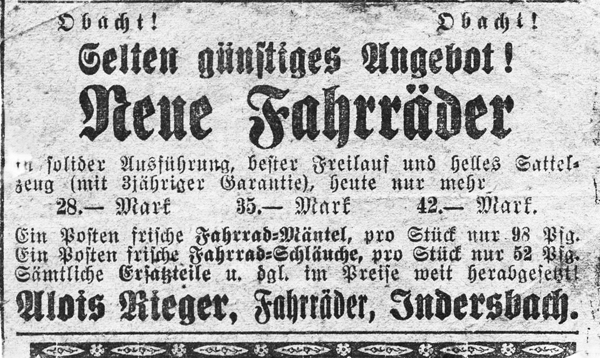 Obacht! Obacht!
Selten günstiges Angebot!
Neue Fahrräder
in solider Ausführung, bester Freilauf und helles Sattel-
zeug (mit 3jähriger Garantie), heute nur mehr
28.— Mark 35.— Mark 42.— Mark.
Ein Posten frische Fahrrad-Mäntel, pro Stück nur 98 Pfg.
Ein Posten frische Fahrrad-Schläuche, pro Stück nur 52 Pfg.
Sämtliche Ersatzteile u. dgl. im Preise weit herabgesetzt!
Alois Rieger, Fahrräder, Indersbach.